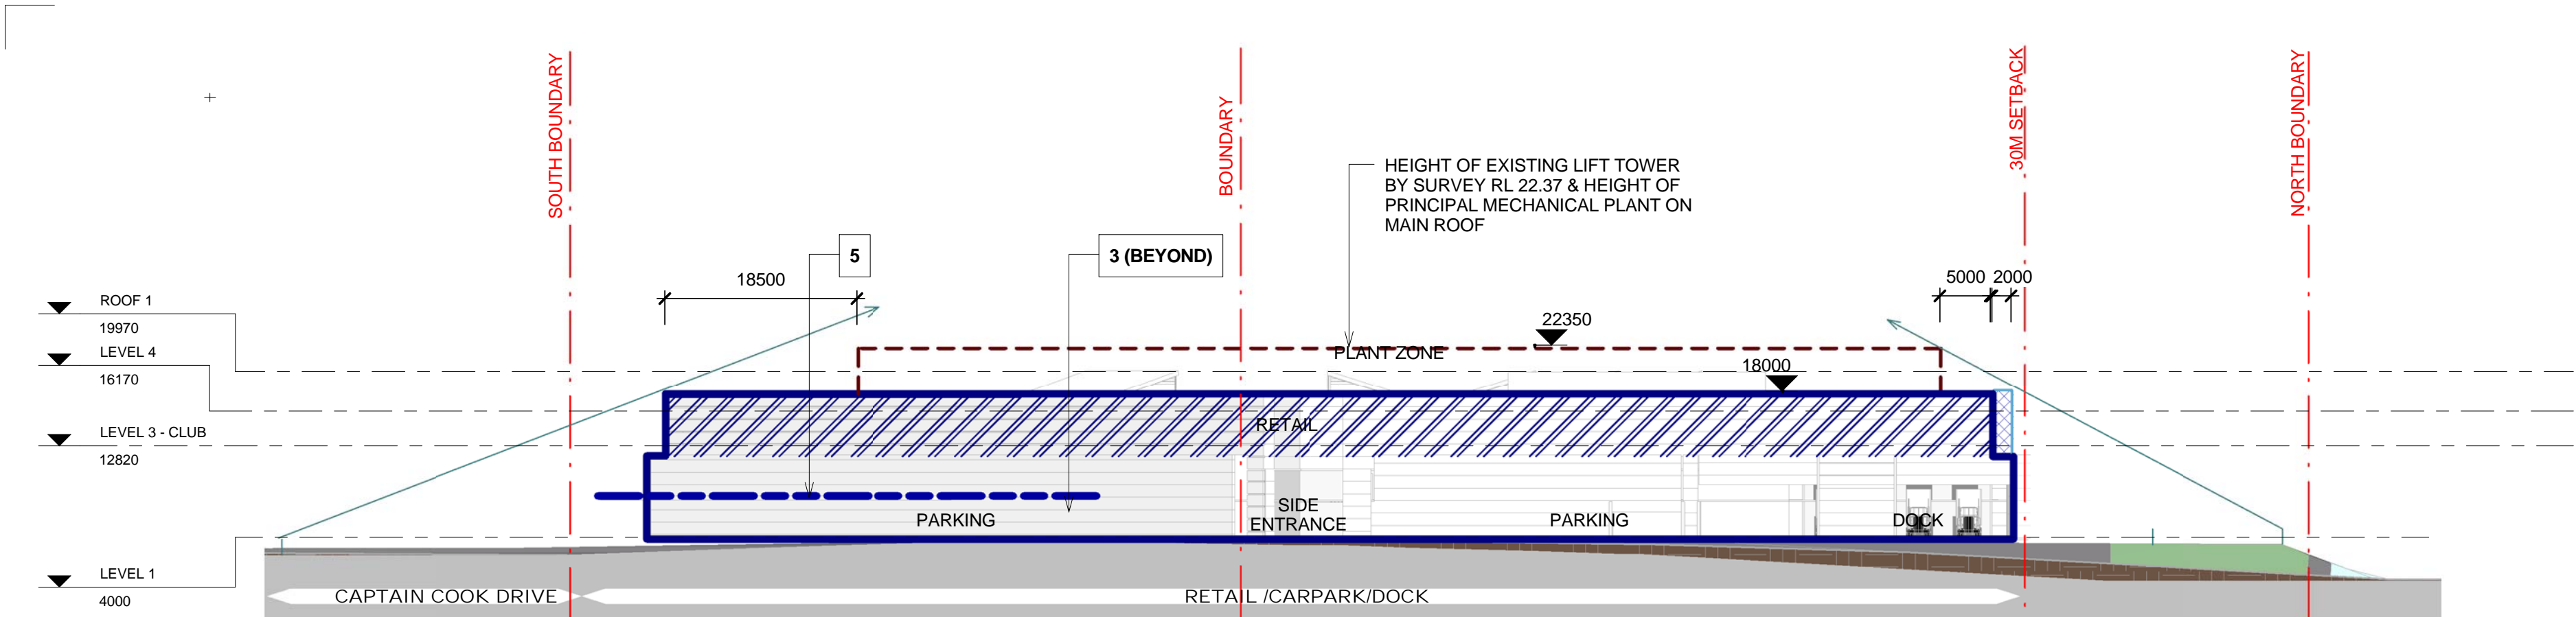 SOUTH BOUNDARY
BOUNDARY
30M SETBACK
NORTH BOUNDARY
HEIGHT OF EXISTING LIFT TOWER
BY SURVEY RL 22.37 & HEIGHT OF
PRINCIPAL MECHANICAL PLANT ON
MAIN ROOF
5
3 (BEYOND)
18500
5000 2000
ROOF 1
19970
LEVEL 4
16170
LEVEL 3 - CLUB
12820
LEVEL 1
4000
22350
PLANT ZONE
18000
RETAIL
SIDE
ENTRANCE
PARKING
PARKING
DOCK
CAPTAIN COOK DRIVE
RETAIL /CARPARK/DOCK